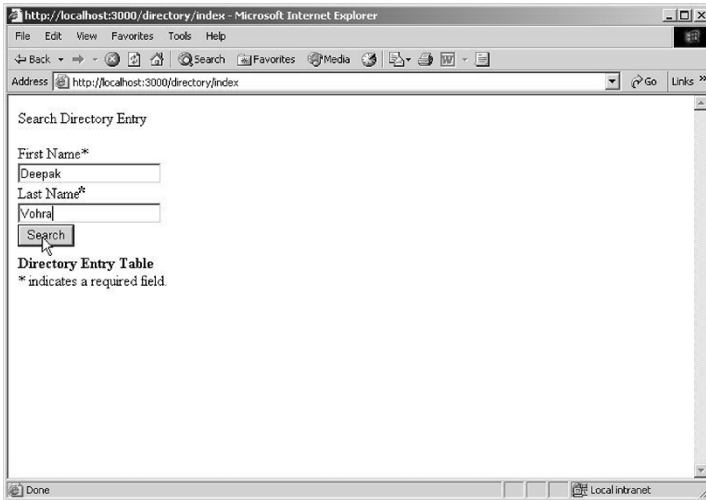 http://localhost:3000/directory/index - Microsoft Internet Explorer
File Edit View Favorites Tools Help
Back Search Favorites Media
Address http://localhost:3000/directory/index Go Links »
Search Directory Entry
First Name*
Deepak
Last Name*
Vohra
Search
Directory Entry Table
* indicates a required field.
Done Local intranet